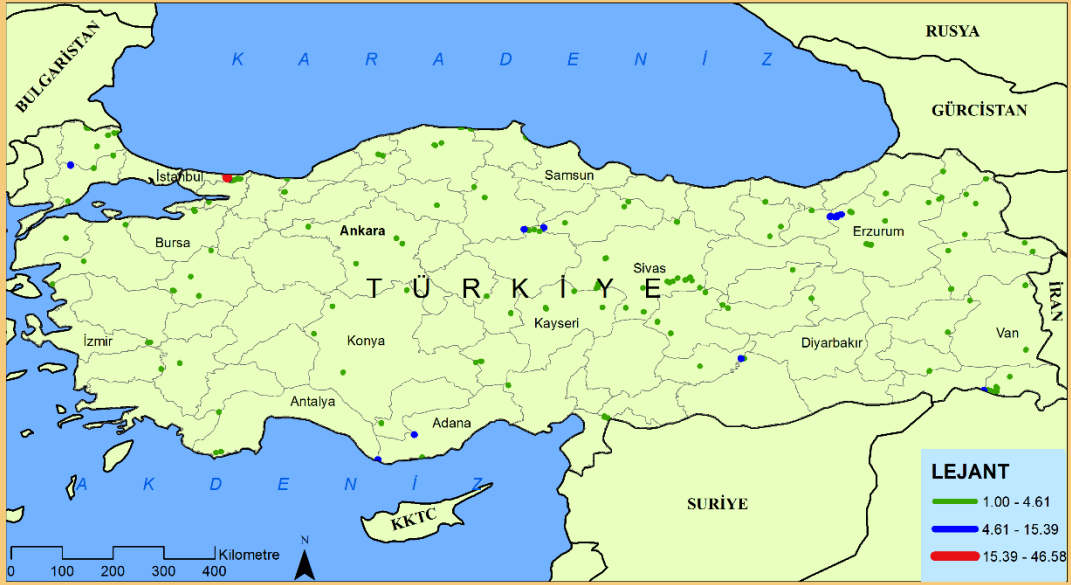 RUSYA
BULGARİSTAN
K A R A D E N İ Z
GÜRCİSTAN
İstanbul
Samsun
Ankara
Erzurum
Bursa
Sivas
T Ü R K İ Y E
İRAN
Kayseri
İzmir
Konya
Diyarbakır
Van
Antalya
Adana
A K D E N İ Z
SURİYE
KKTC
LEJANT
1.00 - 4.61
4.61 - 15.39
15.39 - 46.58
N
Kilometre
0 100 200 300 400